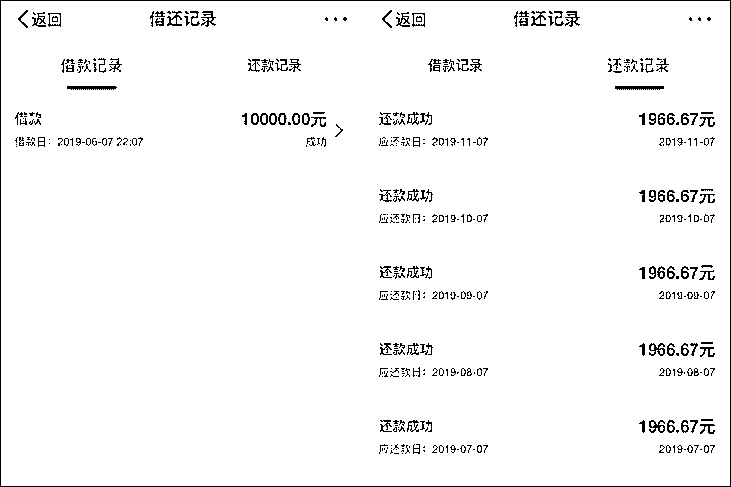 返回 借还记录 ···
借款记录 还款记录
借款 10000.00元
借款日：2019-06-07 22:07 成功
返回 借还记录 ···
借款记录 还款记录
还款成功 1966.67元
应还款日：2019-11-07 2019-11-07
还款成功 1966.67元
应还款日：2019-10-07 2019-10-07
还款成功 1966.67元
应还款日：2019-09-07 2019-09-07
还款成功 1966.67元
应还款日：2019-08-07 2019-08-07
还款成功 1966.67元
应还款日：2019-07-07 2019-07-07